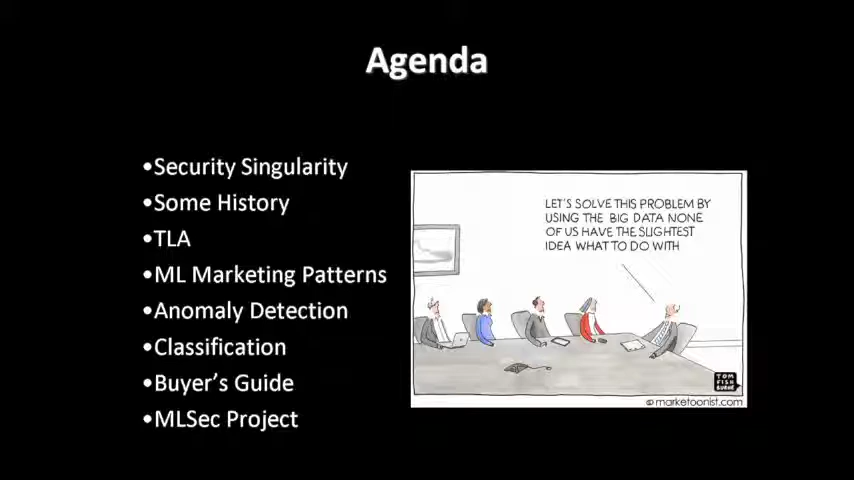 Agenda
•Security Singularity
•Some History
•TLA
•ML Marketing Patterns
•Anomaly Detection
•Classification
•Buyer's Guide
•MLSec Project
LET'S SOLVE THIS PROBLEM BY
USING THE BIG DATA NONE
OF US HAVE THE SLIGHTEST
IDEA WHAT TO DO WITH
TOM
FISH
BURNE
© marketoonist.com